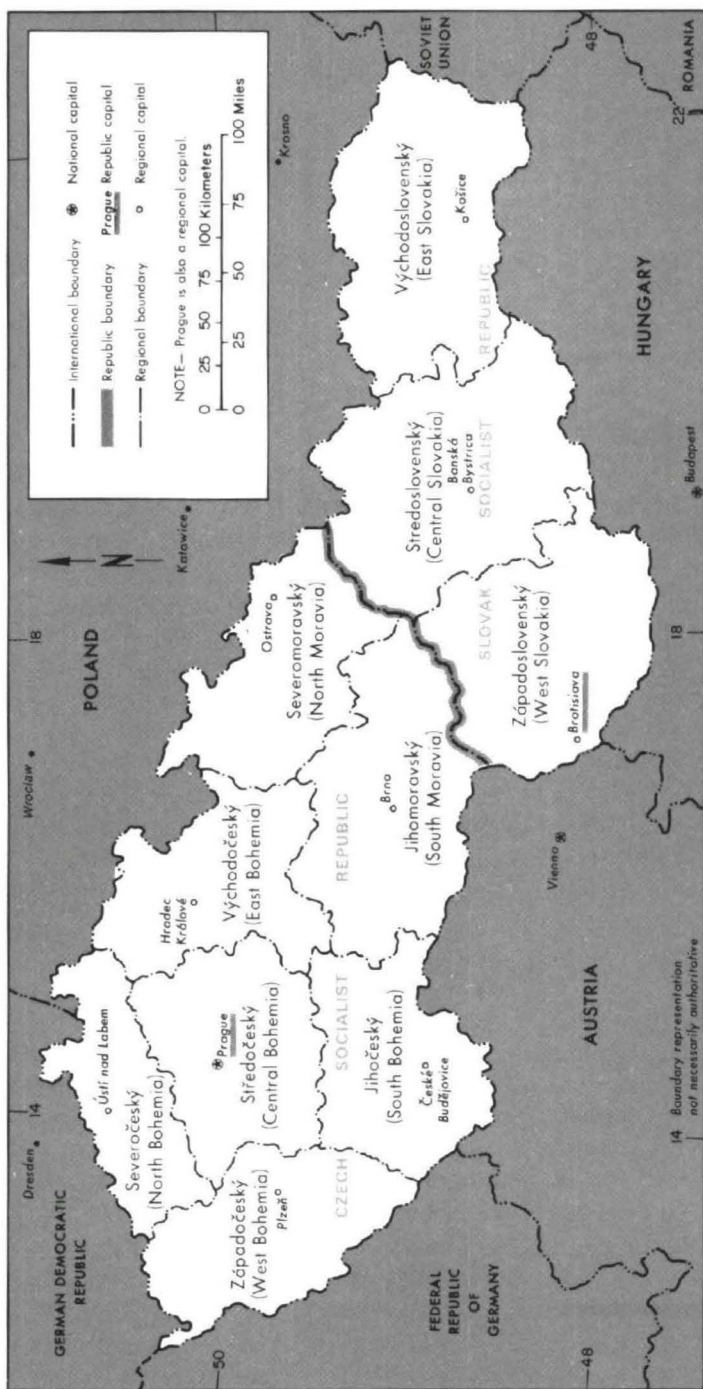 14
18
Dresden
Wroclaw
GERMAN DEMOCRATIC
REPUBLIC
POLAND
Katowice
N
International boundary
National capital
Republic boundary
Prague Republic capital
Regional boundary
Regional capital
NOTE— Prague is also a regional capital.
0 25 50 75 100 Kilometers
0 25 50 75 100 Miles
Krosno
SOVIET
UNION
50
Ústí nad Labem
Severočeský
(North Bohemia)
Hradec
Králové
Východočeský
(East Bohemia)
Západočeský
(West Bohemia)
Plzeň
Prague
Středočeský
(Central Bohemia)
Ostrava
Severomoravský
(North Moravia)
CZECH SOCIALIST REPUBLIC
Jihočeský
(South Bohemia)
České
Budějovice
Brno
Jihomoravský
(South Moravia)
Stredoslovenský
(Central Slovakia)
Banská
Bystrica
Východoslovenský
(East Slovakia)
Košice
SLOVAK SOCIALIST REPUBLIC
Západoslovenský
(West Slovakia)
Bratislava
FEDERAL
REPUBLIC
OF
GERMANY
Vienna
AUSTRIA
HUNGARY
Budapest
ROMANIA
48
48
14
18
22
Boundary representation
not necessarily authoritative